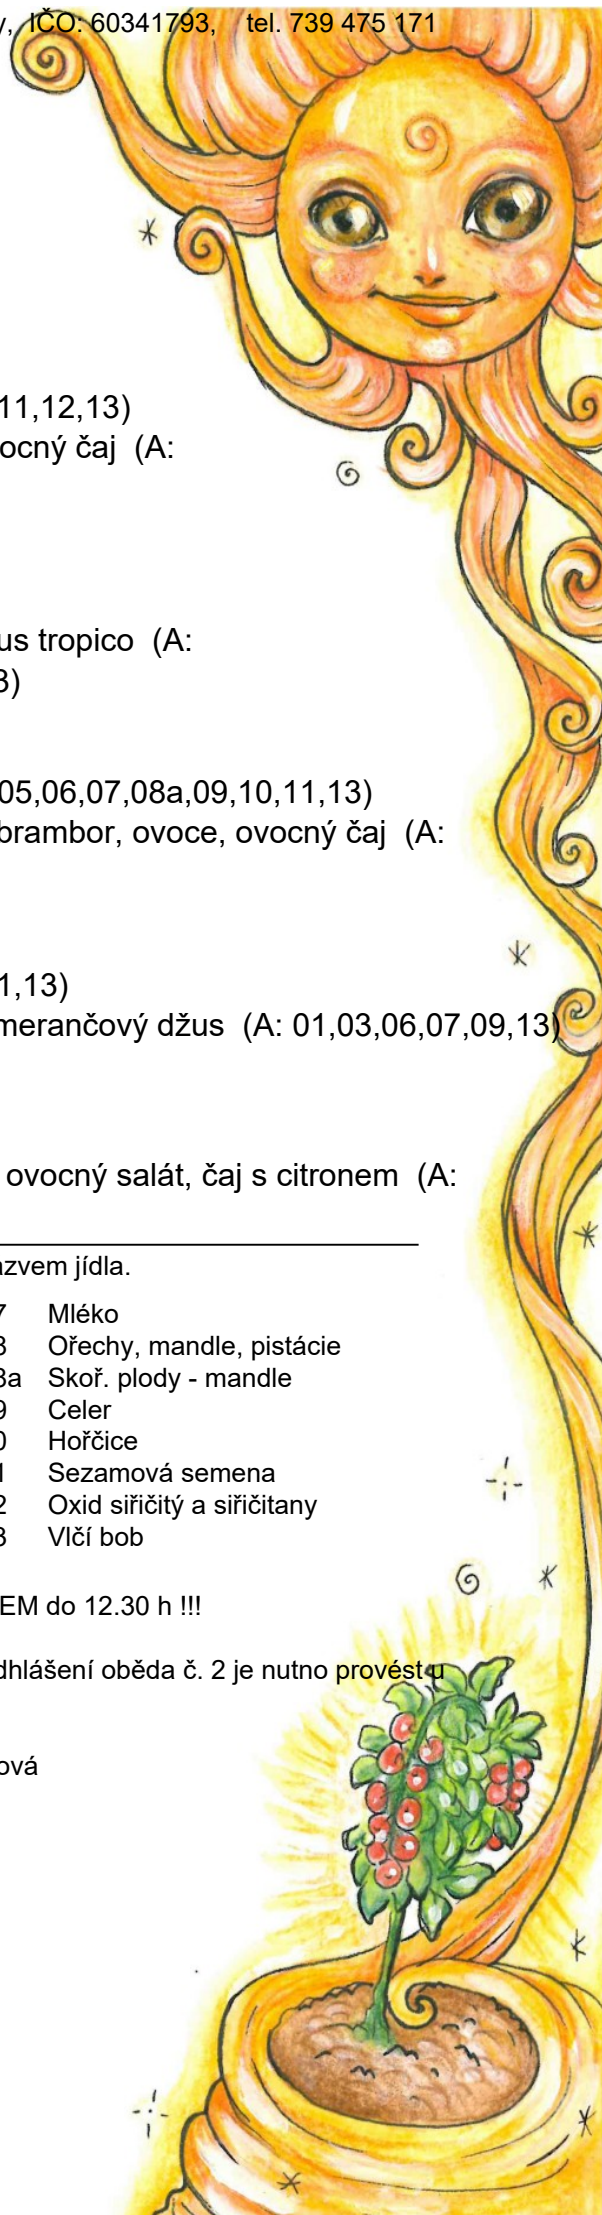 y, IČO: 60341793, tel. 739 475 171
11,12,13)
ocný čaj (A:
us tropico (A:
3)
05,06,07,08a,09,10,11,13)
brambor, ovoce, ovocný čaj (A:
1,13)
merančový džus (A: 01,03,06,07,09,13)
ovocný salát, čaj s citronem (A:
azvem jídla.
7 Mléko
3 Ořechy, mandle, pistácie
3a Skoř. plody - mandle
9 Celer
0 Hořčice
1 Sezamová semena
2 Oxid siřičitý a siřičitany
3 Vlčí bob
EM do 12.30 h !!!
dhlášení oběda č. 2 je nutno provést u
ová